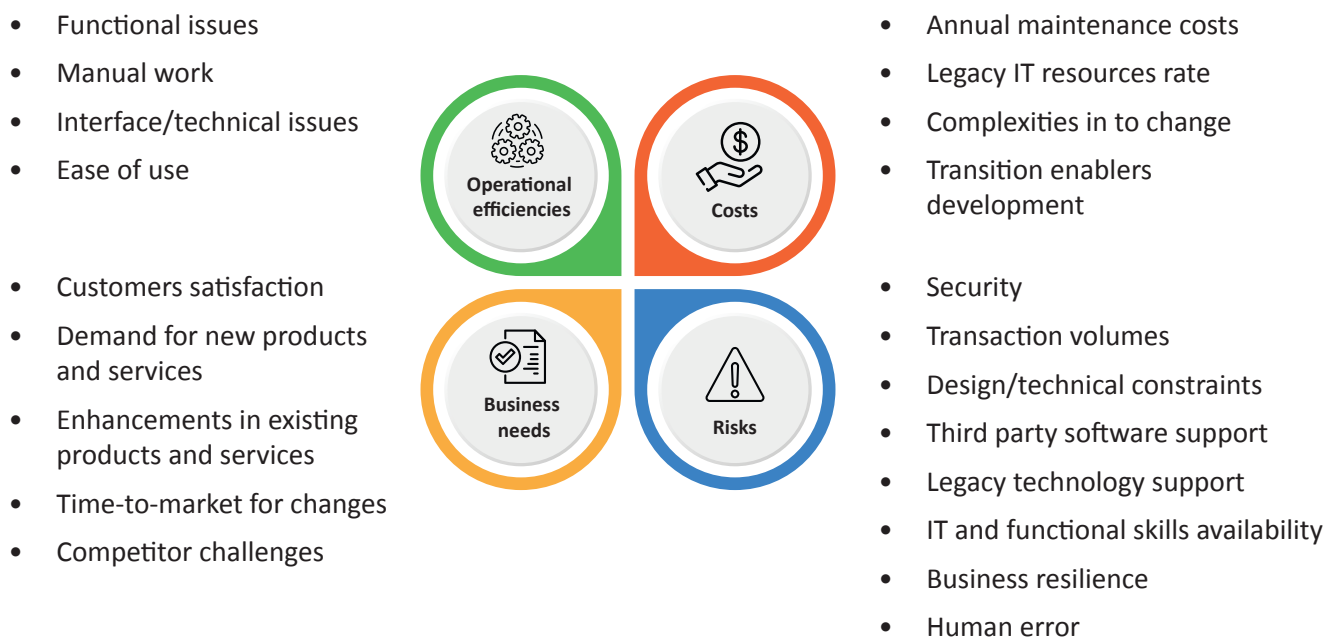 • Functional issues
• Manual work
• Interface/technical issues
• Ease of use
Operational
efficiencies
Costs
• Annual maintenance costs
• Legacy IT resources rate
• Complexities in to change
• Transition enablers
development
• Customers satisfaction
• Demand for new products
and services
• Enhancements in existing
products and services
• Time-to-market for changes
• Competitor challenges
Business
needs
Risks
• Security
• Transaction volumes
• Design/technical constraints
• Third party software support
• Legacy technology support
• IT and functional skills availability
• Business resilience
• Human error
$